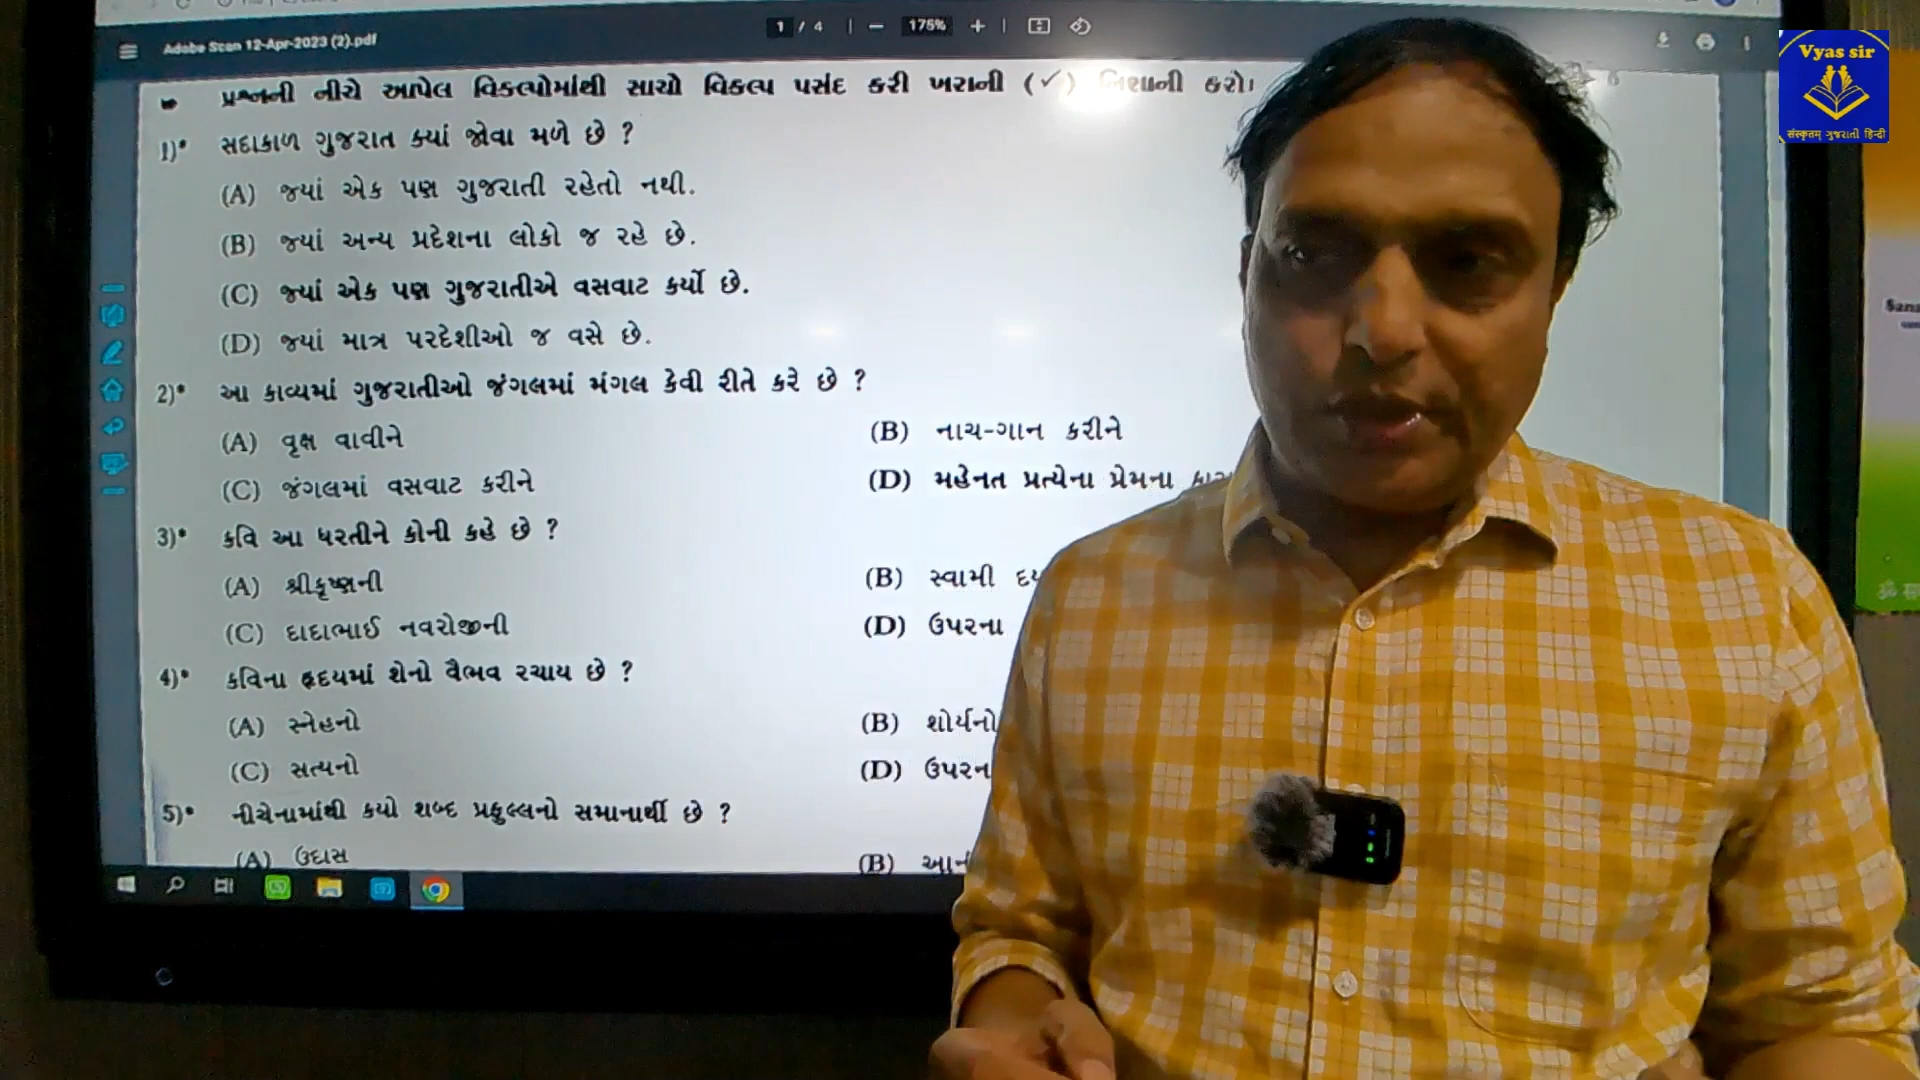 Adobe Scan 12-Apr-2023 (2).pdf
1 / 4 | − 175% + |
પ્રશ્નની નીચે આપેલ વિકલ્પોમાંથી સાચો વિકલ્પ પસંદ કરી ખરાની (✓) નિશાની કરો।
1)* સદાકાળ ગુજરાત ક્યાં જોવા મળે છે ?
(A) જ્યાં એક પણ ગુજરાતી રહેતો નથી.
(B) જ્યાં અન્ય પ્રદેશના લોકો જ રહે છે.
(C) જ્યાં એક પણ ગુજરાતીએ વસવાટ કર્યો છે.
(D) જ્યાં માત્ર પરદેશીઓ જ વસે છે.
2)* આ કાવ્યમાં ગુજરાતીઓ જંગલમાં મંગલ કેવી રીતે કરે છે ?
(A) વૃક્ષ વાવીને (B) નાચ-ગાન કરીને
(C) જંગલમાં વસવાટ કરીને (D) મહેનત પ્રત્યેના પ્રેમના
3)* કવિ આ ધરતીને કોની કહે છે ?
(A) શ્રીકૃષ્ણની (B) સ્વામી
(C) દાદાભાઈ નવરોજીની (D) ઉપરના
4)* કવિના હૃદયમાં શેનો વૈભવ રચાય છે ?
(A) સ્નેહનો (B) શોર્યનો
(C) સત્યનો (D) ઉપરના
5)* નીચેનામાંથી કયો શબ્દ પ્રફુલ્લનો સમાનાર્થી છે ?
(A) ઉદાસ (B)
Vyas sir
संस्कृतम् ગુજરાતી हिन्दी